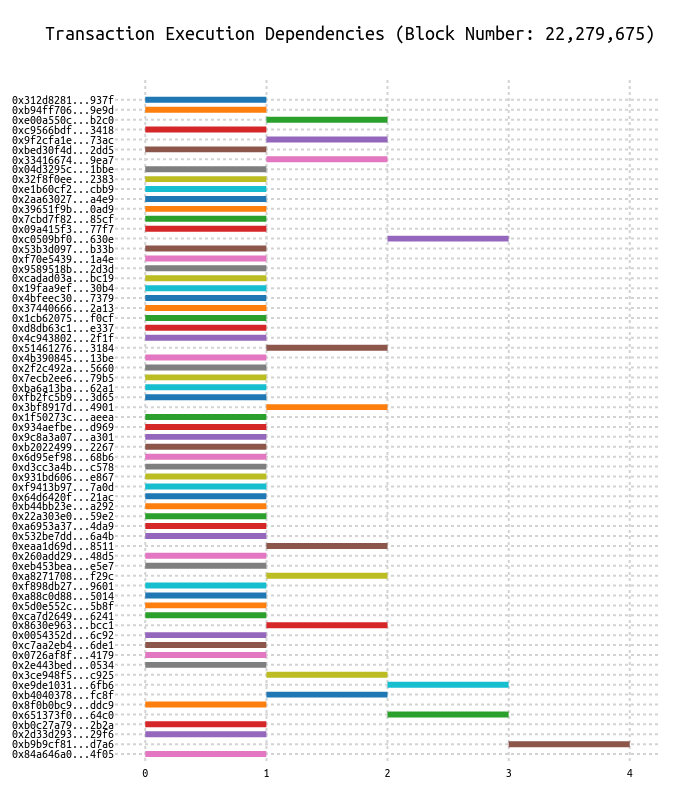 Transaction Execution Dependencies (Block Number: 22,279,675)
0x312d8281...937f
0xb94ff706...9e9d
0xe00a550c...b2c0
0xc9566bdf...3418
0x9f2cfa1e...73ac
0xbed30f4d...2dd5
0x33416674...9ea7
0x04d3295c...1bbe
0x32f8f0ee...2383
0xe1b60cf2...cbb9
0x2aa63027...a4e9
0x39651f9b...0ad9
0x7cbd7f82...85cf
0x09a415f3...77f7
0xc0509bf0...630e
0x53b3d097...b33b
0xf70e5439...1a4e
0x9589518b...2d3d
0xcadad03a...bc19
0x19faa9ef...30b4
0x4bfeec30...7379
0x37440666...2a13
0x1cb62075...f0cf
0xd8db63c1...e337
0x4c943802...2f1f
0x51461276...3184
0x4b390845...13be
0x2f2c492a...5660
0x7ecb2ee6...79b5
0xba6a13ba...62a1
0xfb2fc5b9...3d65
0x3bf8917d...4901
0x1f50273c...aeea
0x934aefbe...d969
0x9c8a3a07...a301
0xb2022499...2267
0x6d95ef98...68b6
0xd3cc3a4b...c578
0x931bd606...e867
0xf9413b97...7a0d
0x64d6420f...21ac
0xb44bb23e...a292
0x22a303e0...59e2
0xa6953a37...4da9
0x532be7dd...6a4b
0xeaa1d69d...8511
0x260add29...48d5
0xeb453bea...e5e7
0xa8271708...f29c
0xf898db27...9601
0xa88c0d88...5014
0x5d0e552c...5b8f
0xca7d2649...6241
0x8630e963...bcc1
0x0054352d...6c92
0xc7aa2eb4...6de1
0x0726af8f...4179
0x2e443bed...0534
0x3ce948f5...c925
0xe9de1031...6fb6
0xb4040378...fc8f
0x8f0b0bc9...ddc9
0x651373f0...64c0
0xb0c27a79...2b2a
0x2d33d293...29f6
0xb9b9cf81...d7a6
0x84a646a0...4f05
0 1 2 3 4